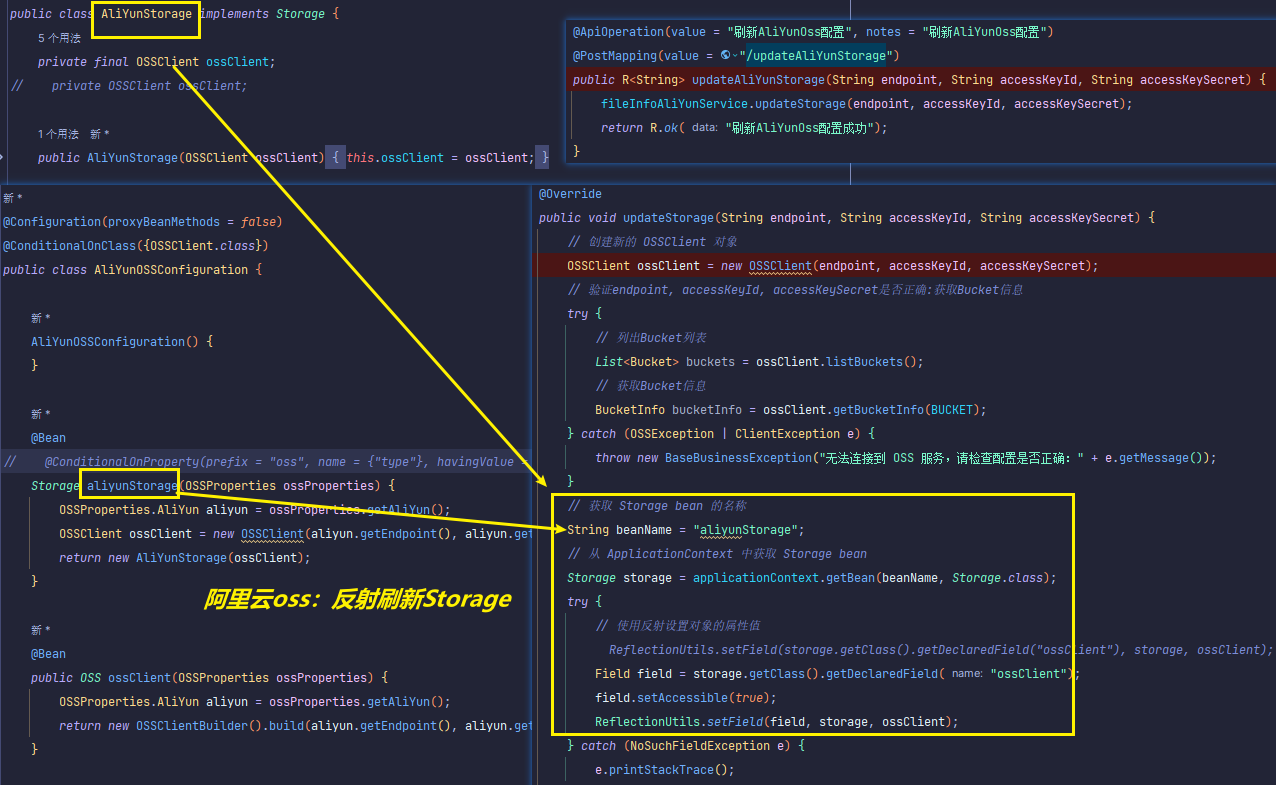 public class AliYunStorage implements Storage {
5 个用法
private final OSSClient ossClient;
// private OSSClient ossClient;
1 个用法 新 *
public AliYunStorage(OSSClient ossClient) { this.ossClient = ossClient; }
@ApiOperation(value = "刷新AliYunOss配置", notes = "刷新AliYunOss配置")
@PostMapping(value = "/updateAliYunStorage")
public R<String> updateAliYunStorage(String endpoint, String accessKeyId, String accessKeySecret) {
fileInfoAliYunService.updateStorage(endpoint, accessKeyId, accessKeySecret);
return R.ok( data: "刷新AliYunOss配置成功");
}
新 *
@Configuration(proxyBeanMethods = false)
@ConditionalOnClass({OSSClient.class})
public class AliYunOSSConfiguration {
新 *
AliYunOSSConfiguration() {
}
新 *
@Bean
// @ConditionalOnProperty(prefix = "oss", name = {"type"}, havingValue =
Storage aliyunStorage(OSSProperties ossProperties) {
OSSProperties.AliYun aliyun = ossProperties.getAliYun();
OSSClient ossClient = new OSSClient(aliyun.getEndpoint(), aliyun.get
return new AliYunStorage(ossClient);
}
阿里云oss：反射刷新Storage
新 *
@Bean
public OSS ossClient(OSSProperties ossProperties) {
OSSProperties.AliYun aliyun = ossProperties.getAliYun();
return new OSSClientBuilder().build(aliyun.getEndpoint(), aliyun.get
}
@Override
public void updateStorage(String endpoint, String accessKeyId, String accessKeySecret) {
// 创建新的 OSSClient 对象
OSSClient ossClient = new OSSClient(endpoint, accessKeyId, accessKeySecret);
// 验证endpoint, accessKeyId, accessKeySecret是否正确:获取Bucket信息
try {
// 列出Bucket列表
List<Bucket> buckets = ossClient.listBuckets();
// 获取Bucket信息
BucketInfo bucketInfo = ossClient.getBucketInfo(BUCKET);
} catch (OSSException | ClientException e) {
throw new BaseBusinessException("无法连接到 OSS 服务，请检查配置是否正确：" + e.getMessage());
}
// 获取 Storage bean 的名称
String beanName = "aliyunStorage";
// 从 ApplicationContext 中获取 Storage bean
Storage storage = applicationContext.getBean(beanName, Storage.class);
try {
// 使用反射设置对象的属性值
ReflectionUtils.setField(storage.getClass().getDeclaredField("ossClient"), storage, ossClient);
Field field = storage.getClass().getDeclaredField( name: "ossClient");
field.setAccessible(true);
ReflectionUtils.setField(field, storage, ossClient);
} catch (NoSuchFieldException e) {
e.printStackTrace();